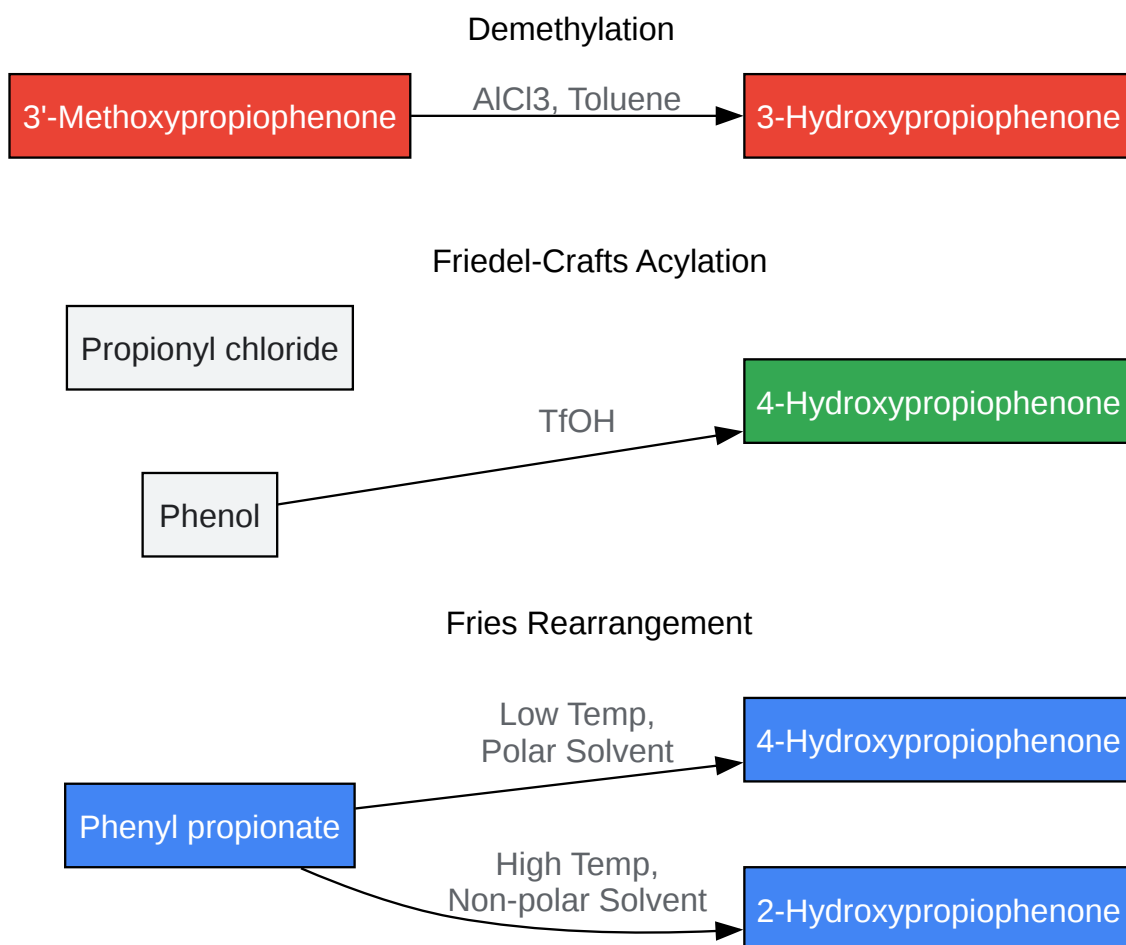 Demethylation
3'-Methoxypropiophenone
AlCl3, Toluene
3-Hydroxypropiophenone
Friedel-Crafts Acylation
Propionyl chloride
4-Hydroxypropiophenone
TfOH
Phenol
Fries Rearrangement
Low Temp,
Polar Solvent
4-Hydroxypropiophenone
Phenyl propionate
High Temp,
Non-polar Solvent
2-Hydroxypropiophenone